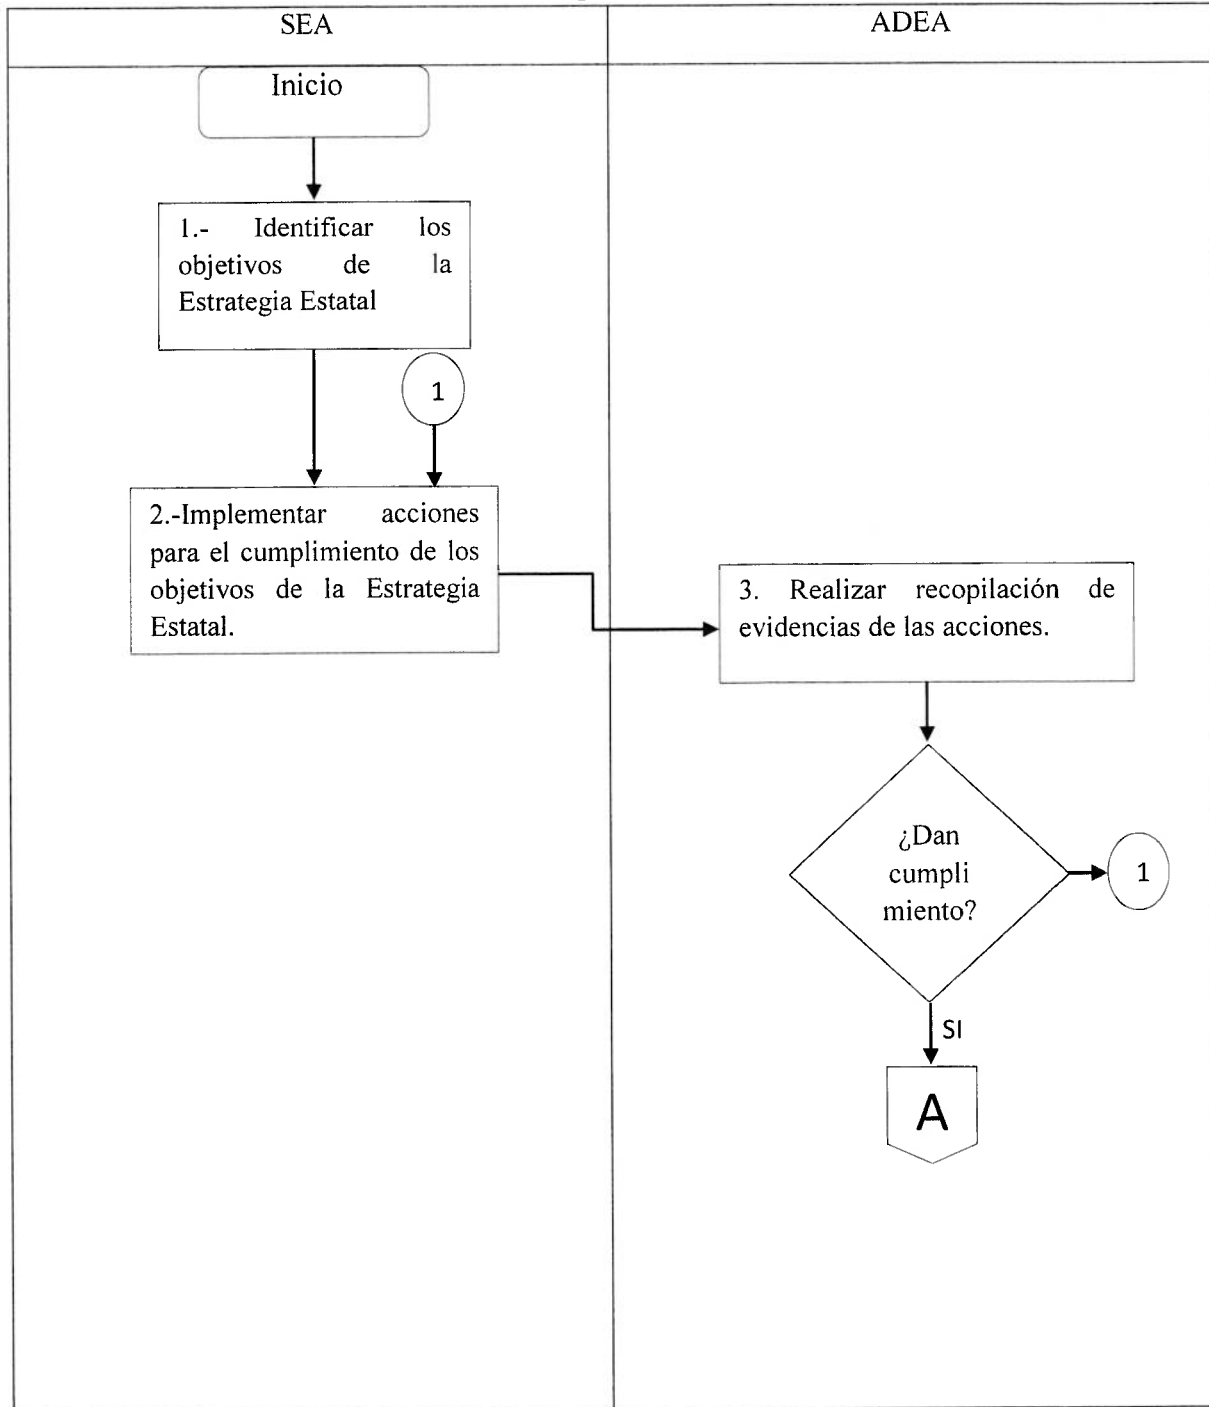 SEA
ADEA
Inicio
1.- Identificar los
objetivos de la
Estrategia Estatal
1
2.-Implementar acciones
para el cumplimiento de los
objetivos de la Estrategia
Estatal.
3. Realizar recopilación de
evidencias de las acciones.
¿Dan
cumpli
miento?
1
SI
A